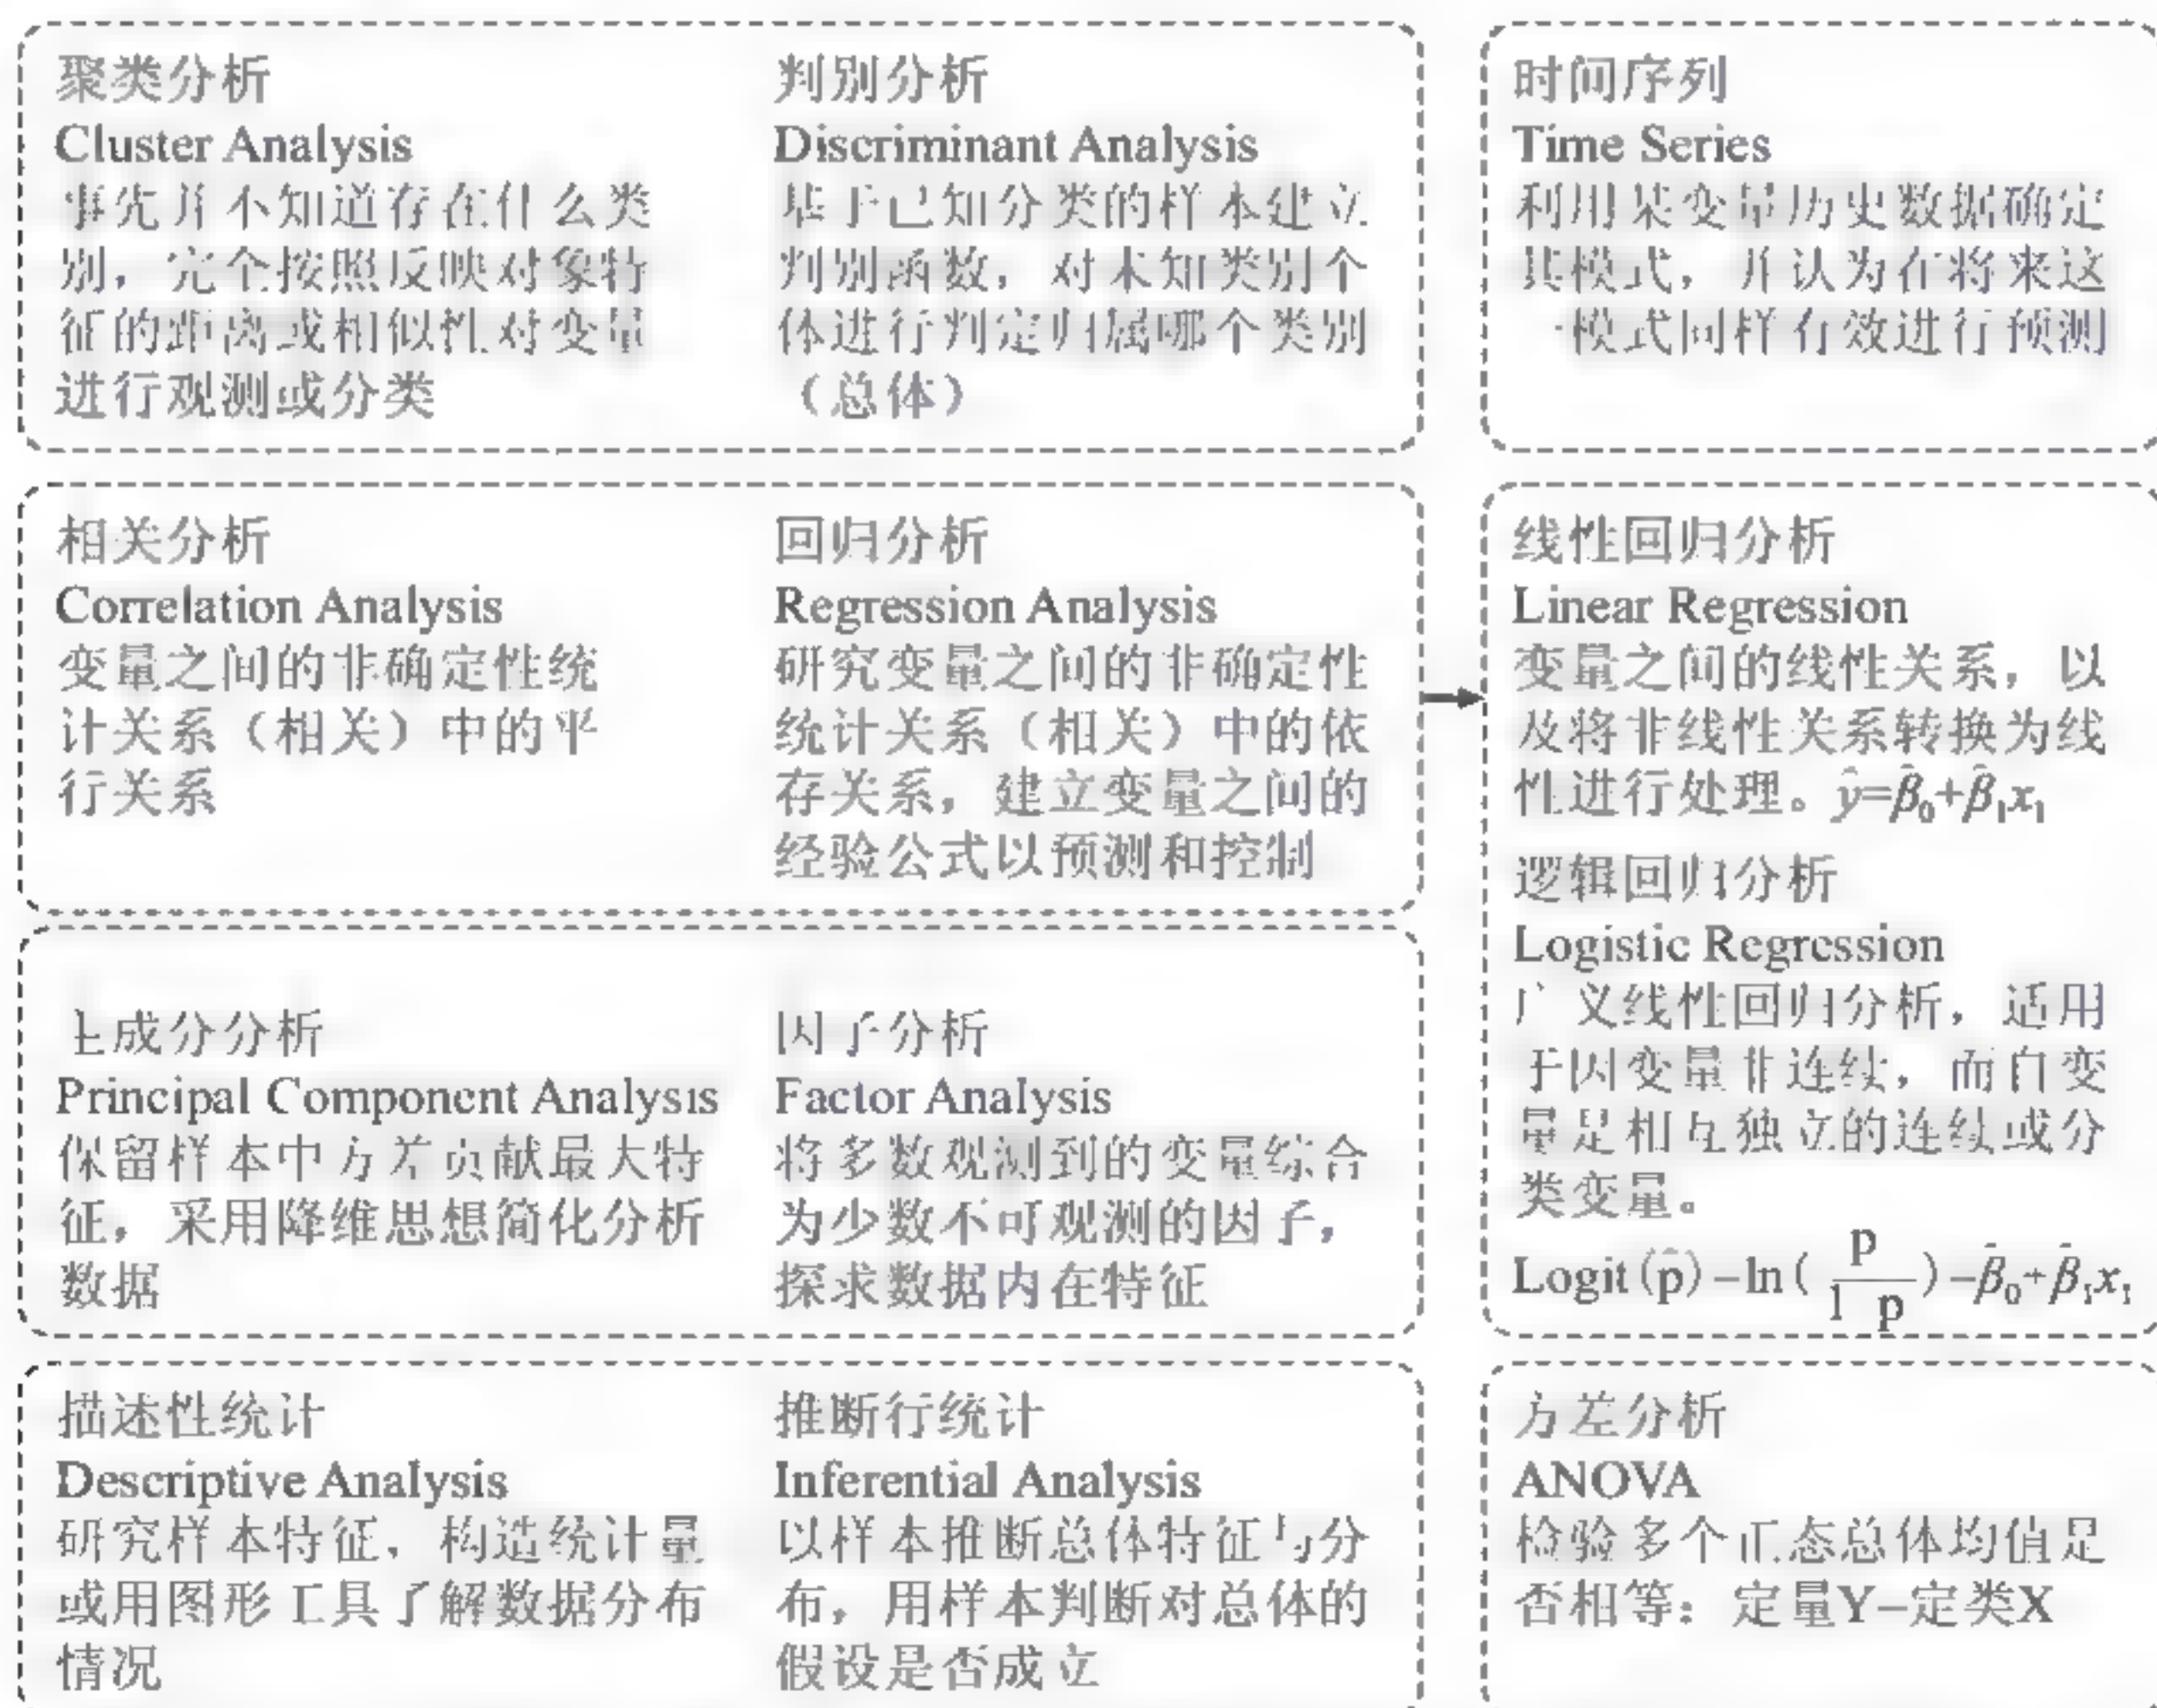 聚类分析
Cluster Analysis
事先并不知道存在什么类
别，完全按照反映对象特
征的距离或相似性对变量
进行观测或分类
判别分析
Discriminant Analysis
基于已知分类的样本建立
判别函数，对未知类别个
体进行判定归属哪个类别
（总体）
时间序列
Time Series
利用某变量历史数据确定
其模式，并认为在将来这
一模式同样有效进行预测
相关分析
Correlation Analysis
变量之间的非确定性统
计关系（相关）中的平
行关系
回归分析
Regression Analysis
研究变量之间的非确定性
统计关系（相关）中的依
存关系，建立变量之间的
经验公式以预测和控制
线性回归分析
Linear Regression
变量之间的线性关系，以
及将非线性关系转换为线
性进行处理。ŷ=β̂₀+β̂₁x₁
逻辑回归分析
Logistic Regression
广义线性回归分析，适用
于因变量非连续，而自变
量是相互独立的连续或分
类变量。
Logit(p̂)=ln(p/(1-p))=β̂₀+β̂₁x₁
主成分分析
Principal Component Analysis
保留样本中方差贡献最大特
征，采用降维思想简化分析
数据
因子分析
Factor Analysis
将多数观测到的变量综合
为少数不可观测的因子，
探求数据内在特征
描述性统计
Descriptive Analysis
研究样本特征，构造统计量
或用图形工具了解数据分布
情况
推断行统计
Inferential Analysis
以样本推断总体特征与分
布，用样本判断对总体的
假设是否成立
方差分析
ANOVA
检验多个正态总体均值是
否相等：定量Y–定类X